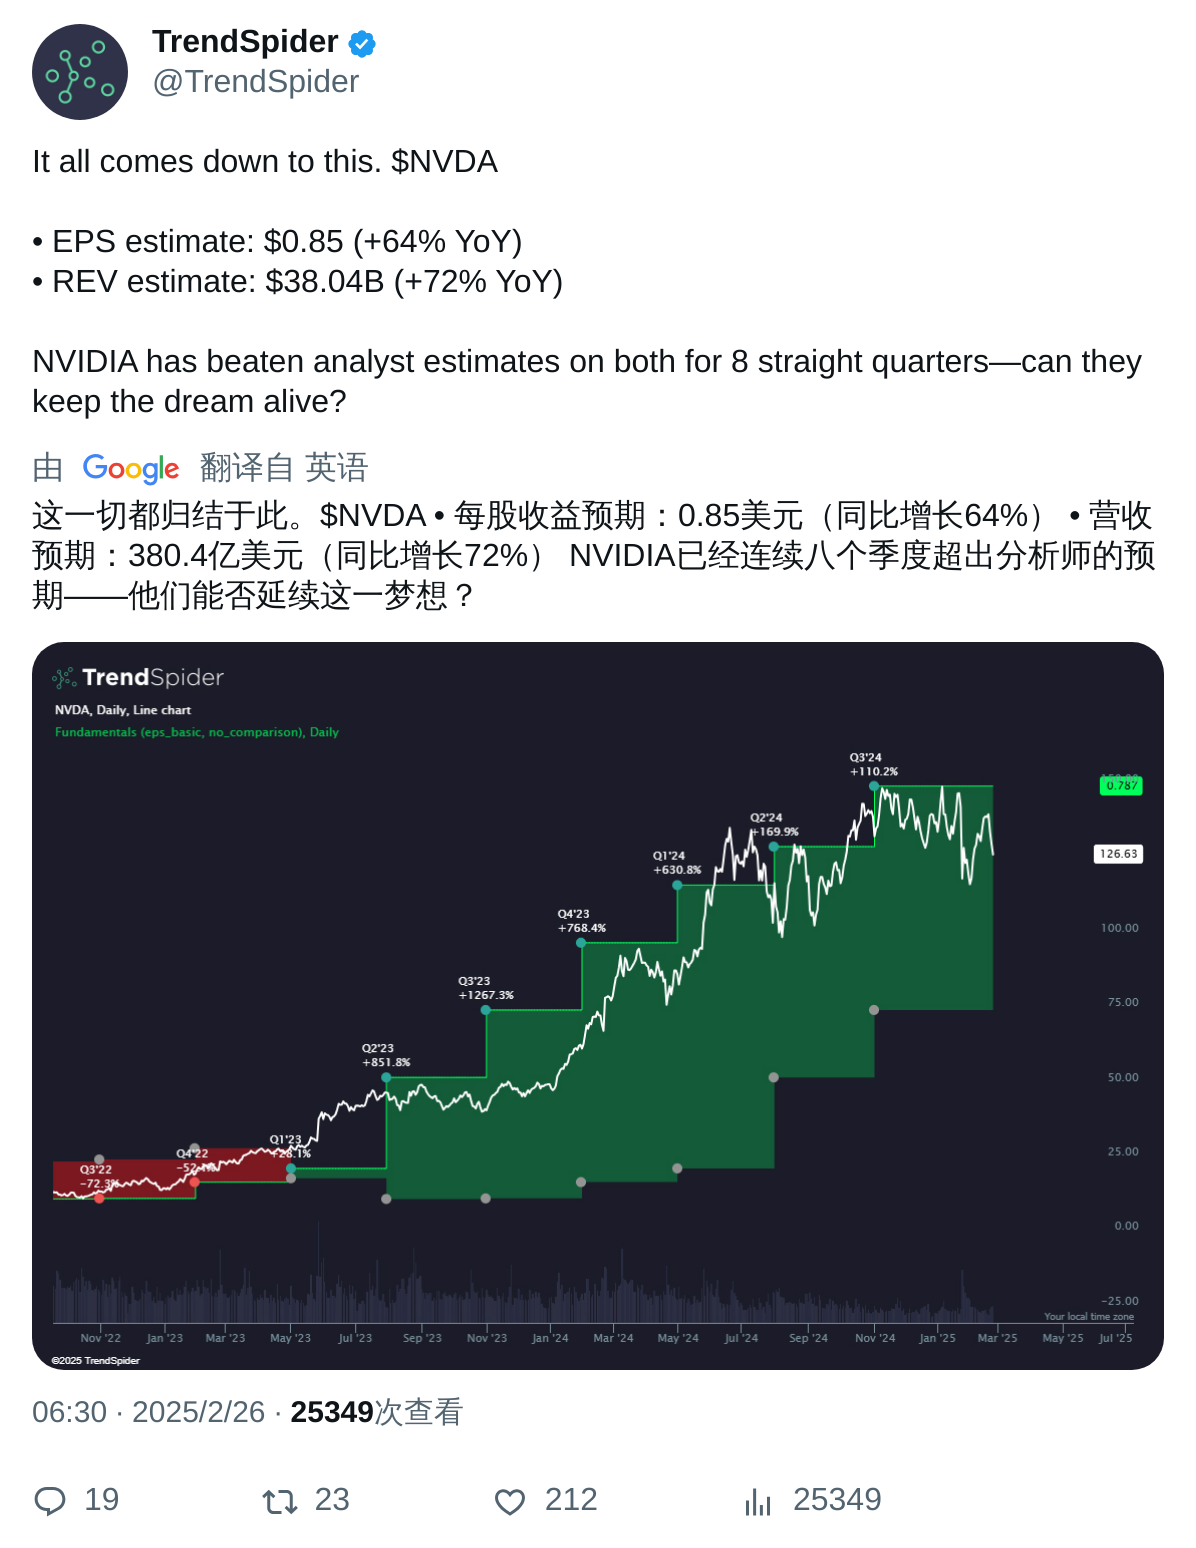 TrendSpider
@TrendSpider
It all comes down to this. $NVDA
• EPS estimate: $0.85 (+64% YoY)
• REV estimate: $38.04B (+72% YoY)
NVIDIA has beaten analyst estimates on both for 8 straight quarters—can they
keep the dream alive?
由 Google 翻译自 英语
这一切都归结于此。$NVDA • 每股收益预期：0.85美元（同比增长64%） • 营收
预期：380.4亿美元（同比增长72%） NVIDIA已经连续八个季度超出分析师的预
期——他们能否延续这一梦想？
TrendSpider
NVDA, Daily, Line chart
Fundamentals (eps_basic, no_comparison), Daily
Q3'24
+110.2%
0.787
Q2'24
+169.9%
126.63
Q1'24
+630.8%
Q4'23
+768.4%
100.00
Q3'23
+1267.3%
75.00
Q2'23
+851.8%
50.00
Q1'23
+28.1%
Q4'22
25.00
Q3'22
-72.3%
0.00
-25.00
Your local time zone
Nov '22 Jan '23 Mar '23 May '23 Jul '23 Sep '23 Nov '23 Jan '24 Mar '24 May '24 Jul '24 Sep '24 Nov '24 Jan '25 Mar '25 May '25 Jul '25
©2025 TrendSpider
06:30 · 2025/2/26 · 25349次查看
19 23 212 25349